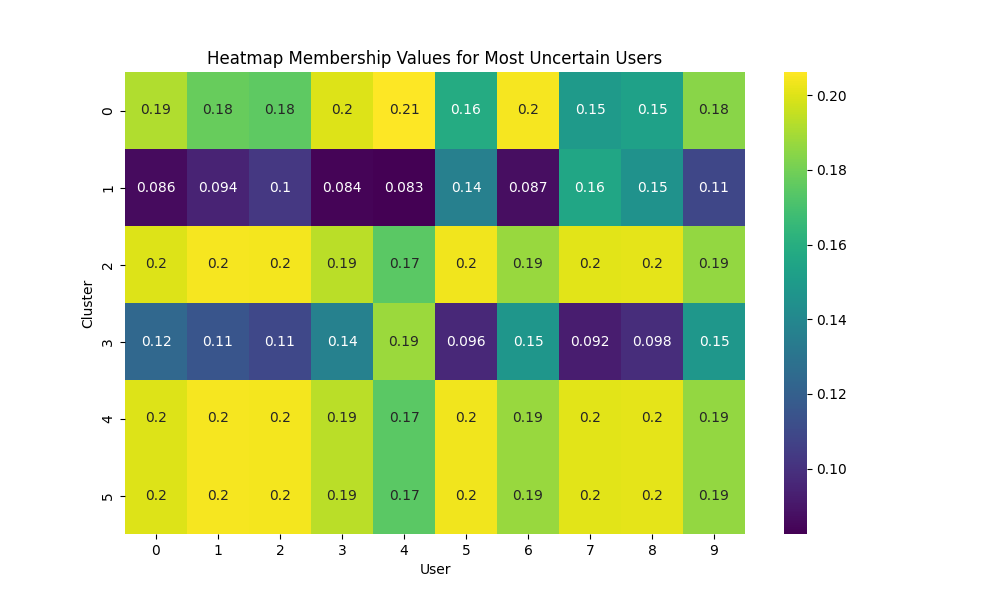 Heatmap Membership Values for Most Uncertain Users
0 0.19 0.18 0.18 0.2 0.21 0.16 0.2 0.15 0.15 0.18
1 0.086 0.094 0.1 0.084 0.083 0.14 0.087 0.16 0.15 0.11
2 0.2 0.2 0.2 0.19 0.17 0.2 0.19 0.2 0.2 0.19
3 0.12 0.11 0.11 0.14 0.19 0.096 0.15 0.092 0.098 0.15
4 0.2 0.2 0.2 0.19 0.17 0.2 0.19 0.2 0.2 0.19
5 0.2 0.2 0.2 0.19 0.17 0.2 0.19 0.2 0.2 0.19
0 1 2 3 4 5 6 7 8 9
User
Cluster
0.20
0.18
0.16
0.14
0.12
0.10